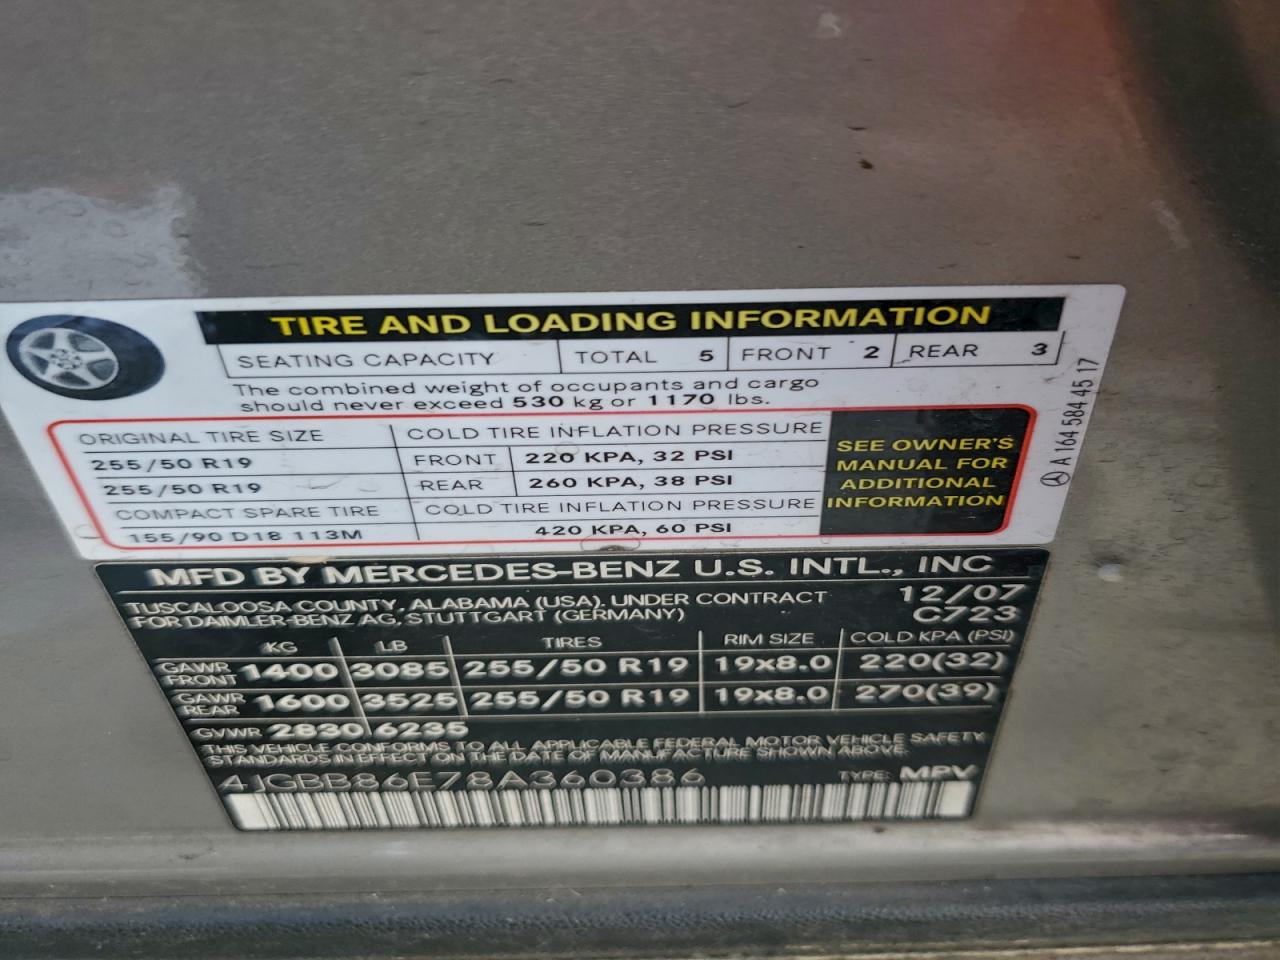 TIRE AND LOADING INFORMATION
SEATING CAPACITY TOTAL 5 FRONT 2 REAR 3
The combined weight of occupants and cargo
should never exceed 530 kg or 1170 lbs.
ORIGINAL TIRE SIZE COLD TIRE INFLATION PRESSURE
255/50 R19 FRONT 220 KPA, 32 PSI
255/50 R19 REAR 260 KPA, 38 PSI
COMPACT SPARE TIRE COLD TIRE INFLATION PRESSURE
155/90 D18 113M 420 KPA, 60 PSI
SEE OWNER'S
MANUAL FOR
ADDITIONAL
INFORMATION
A 164 584 45 17
MFD BY MERCEDES-BENZ U.S. INTL., INC
TUSCALOOSA COUNTY, ALABAMA (USA), UNDER CONTRACT 12/07
FOR DAIMLER-BENZ AG, STUTTGART (GERMANY) C723
KG LB TIRES RIM SIZE COLD KPA (PSI)
GAWR FRONT 1400 3085 255/50 R19 19x8.0 220(32)
GAWR REAR 1600 3525 255/50 R19 19x8.0 270(39)
GVWR 2830 6235
THIS VEHICLE CONFORMS TO ALL APPLICABLE FEDERAL MOTOR VEHICLE SAFETY
STANDARDS IN EFFECT ON THE DATE OF MANUFACTURE SHOWN ABOVE.
4JGBB86E78A360386 TYPE: MPV